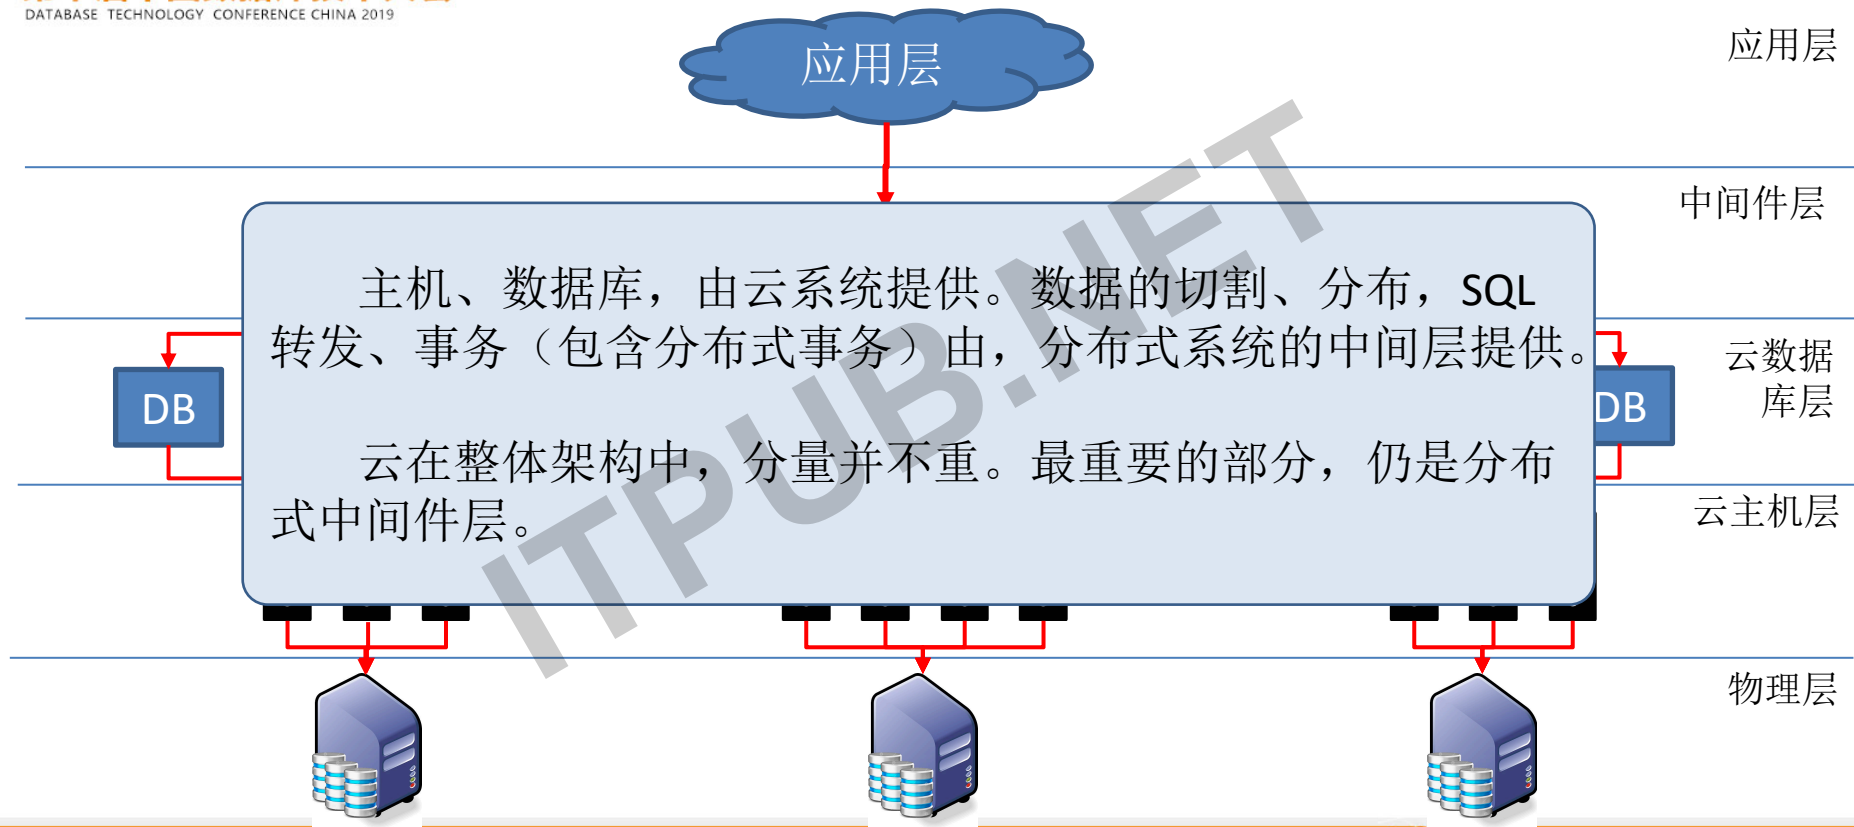 DATABASE TECHNOLOGY CONFERENCE CHINA 2019
应用层
应用层
中间件层
主机、数据库，由云系统提供。数据的切割、分布，SQL
转发、事务（包含分布式事务）由，分布式系统的中间层提供。
云在整体架构中，分量并不重。最重要的部分，仍是分布
式中间件层。
DB
DB
云数据
库层
云主机层
物理层
ITPUB.NET